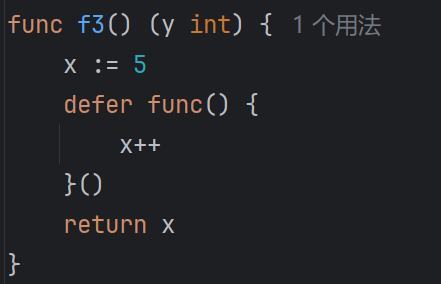 func f3() (y int) { 1 个用法
    x := 5
    defer func() {
        x++
    }()
    return x
}